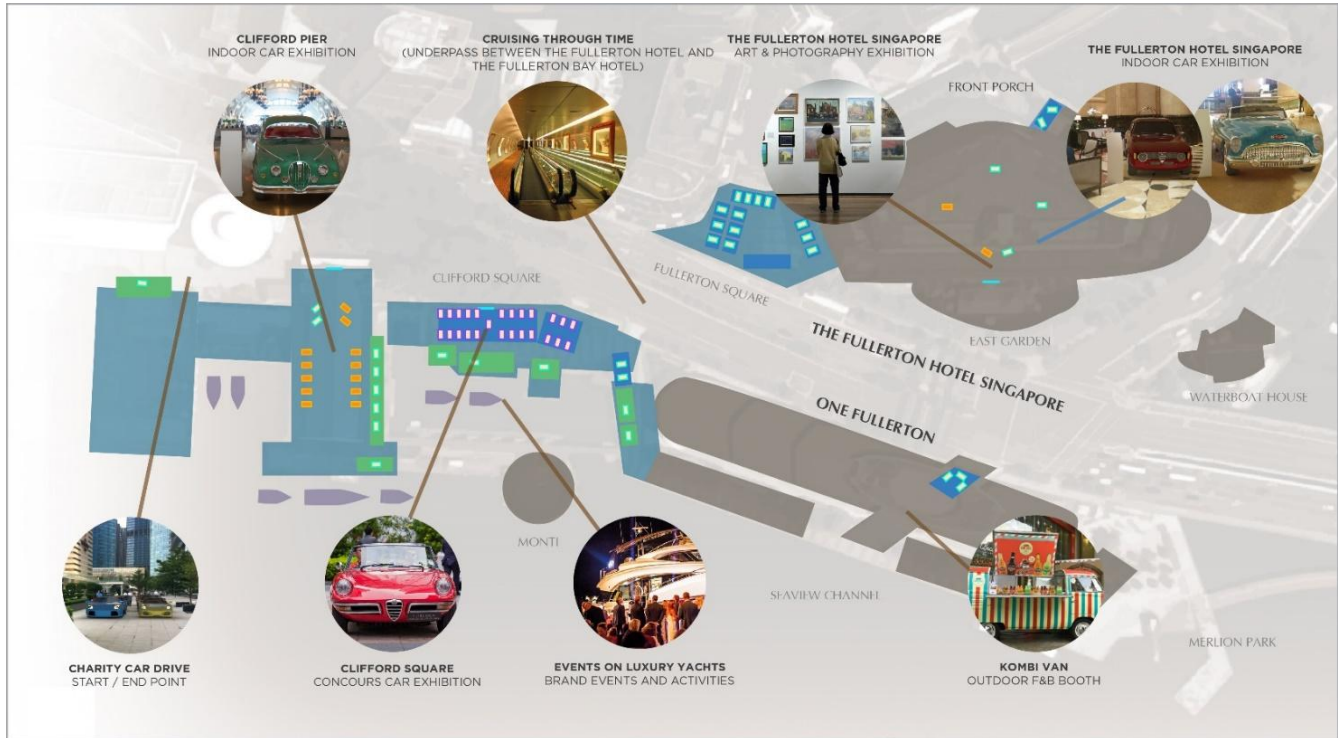 CLIFFORD PIER
INDOOR CAR EXHIBITION
CRUISING THROUGH TIME
(UNDERPASS BETWEEN THE FULLERTON HOTEL AND
THE FULLERTON BAY HOTEL)
THE FULLERTON HOTEL SINGAPORE
ART & PHOTOGRAPHY EXHIBITION
THE FULLERTON HOTEL SINGAPORE
INDOOR CAR EXHIBITION
FRONT PORCH
CLIFFORD SQUARE
FULLERTON SQUARE
THE FULLERTON HOTEL SINGAPORE
EAST GARDEN
WATERBOAT HOUSE
ONE FULLERTON
MONTI
SEAVIEW CHANNEL
MERLION PARK
CHARITY CAR DRIVE
START / END POINT
CLIFFORD SQUARE
CONCOURS CAR EXHIBITION
EVENTS ON LUXURY YACHTS
BRAND EVENTS AND ACTIVITIES
KOMBI VAN
OUTDOOR F&B BOOTH